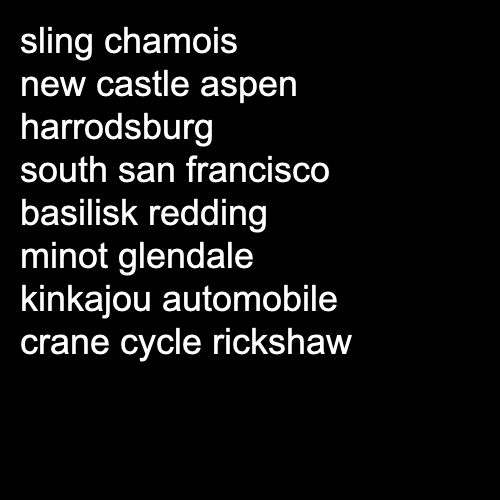 sling chamois
new castle aspen
harrodsburg
south san francisco
basilisk redding
minot glendale
kinkajou automobile
crane cycle rickshaw